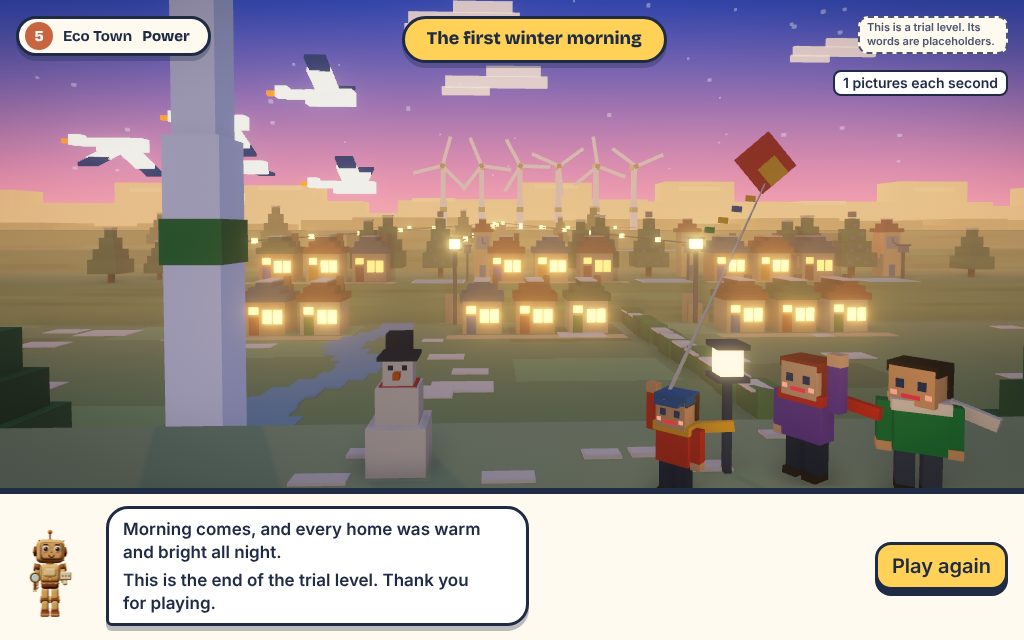 5 Eco Town Power
The first winter morning
This is a trial level. Its
words are placeholders.
1 pictures each second
Morning comes, and every home was warm
and bright all night.
This is the end of the trial level. Thank you
for playing.
Play again